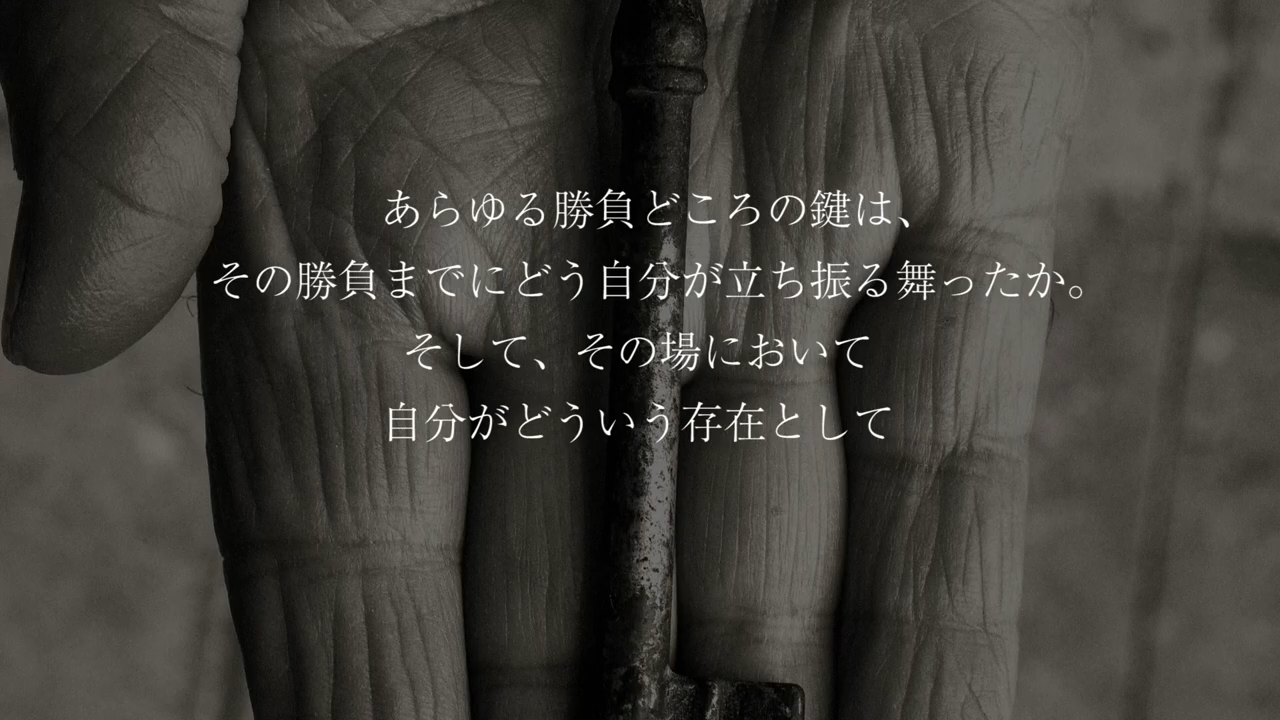 あらゆる勝負どころの鍵は、
その勝負までにどう自分が立ち振る舞ったか。
そして、その場において
自分がどういう存在として